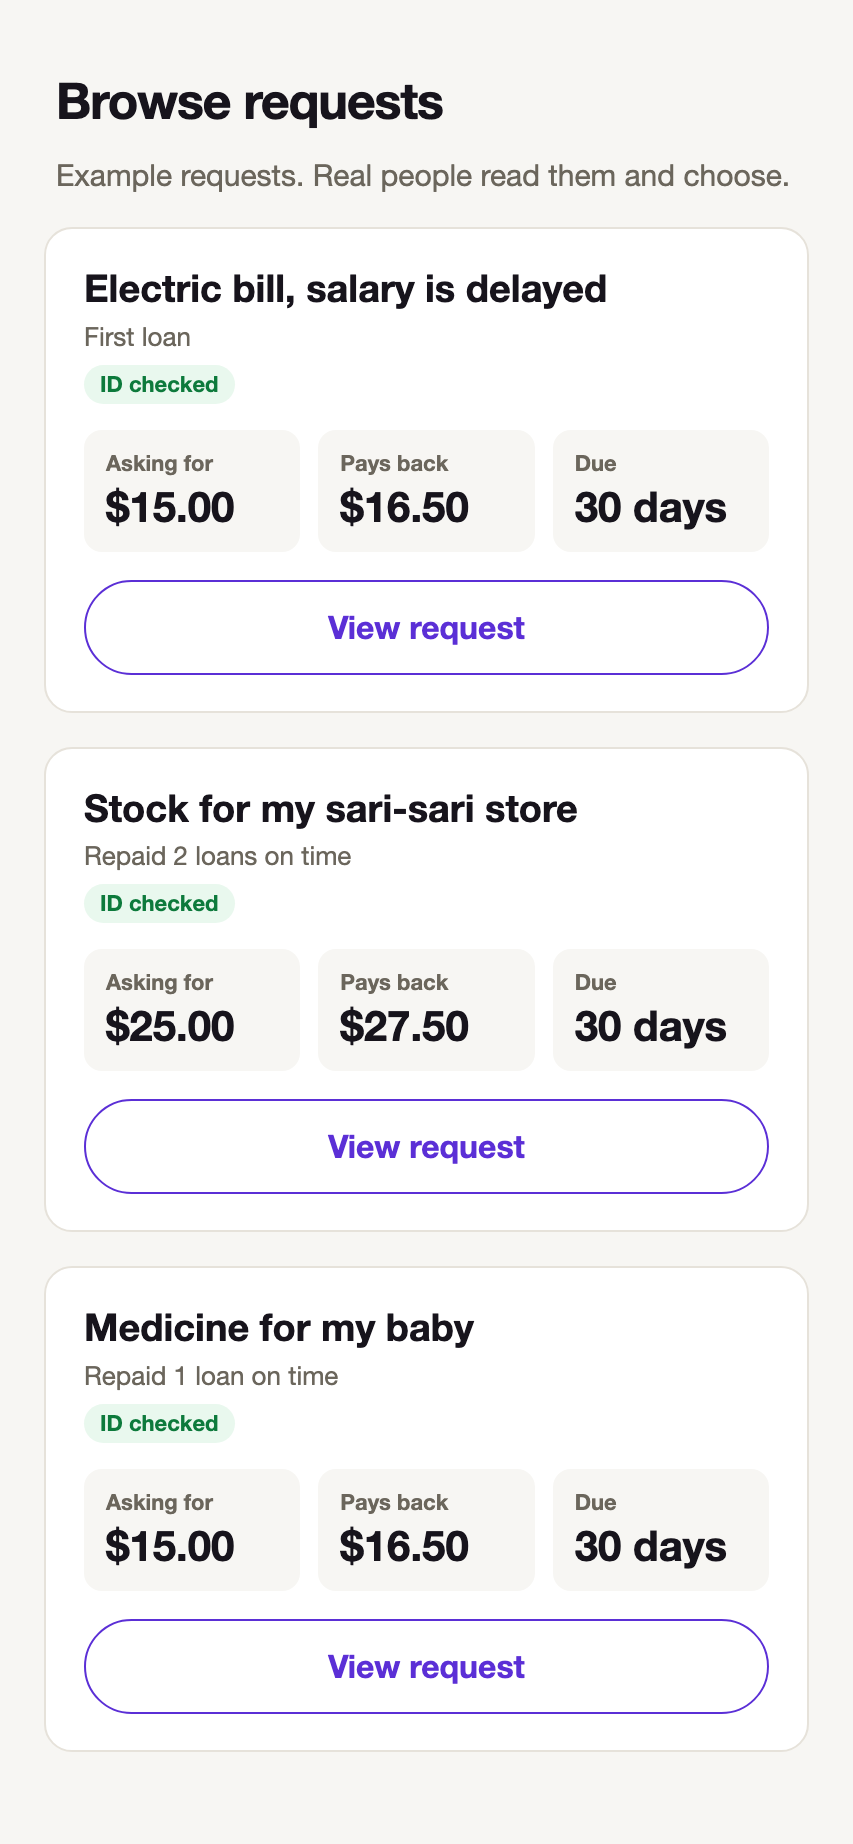 Browse requests
Example requests. Real people read them and choose.
Electric bill, salary is delayed
First loan
ID checked
Asking for
$15.00
Pays back
$16.50
Due
30 days
View request
Stock for my sari-sari store
Repaid 2 loans on time
ID checked
Asking for
$25.00
Pays back
$27.50
Due
30 days
View request
Medicine for my baby
Repaid 1 loan on time
ID checked
Asking for
$15.00
Pays back
$16.50
Due
30 days
View request